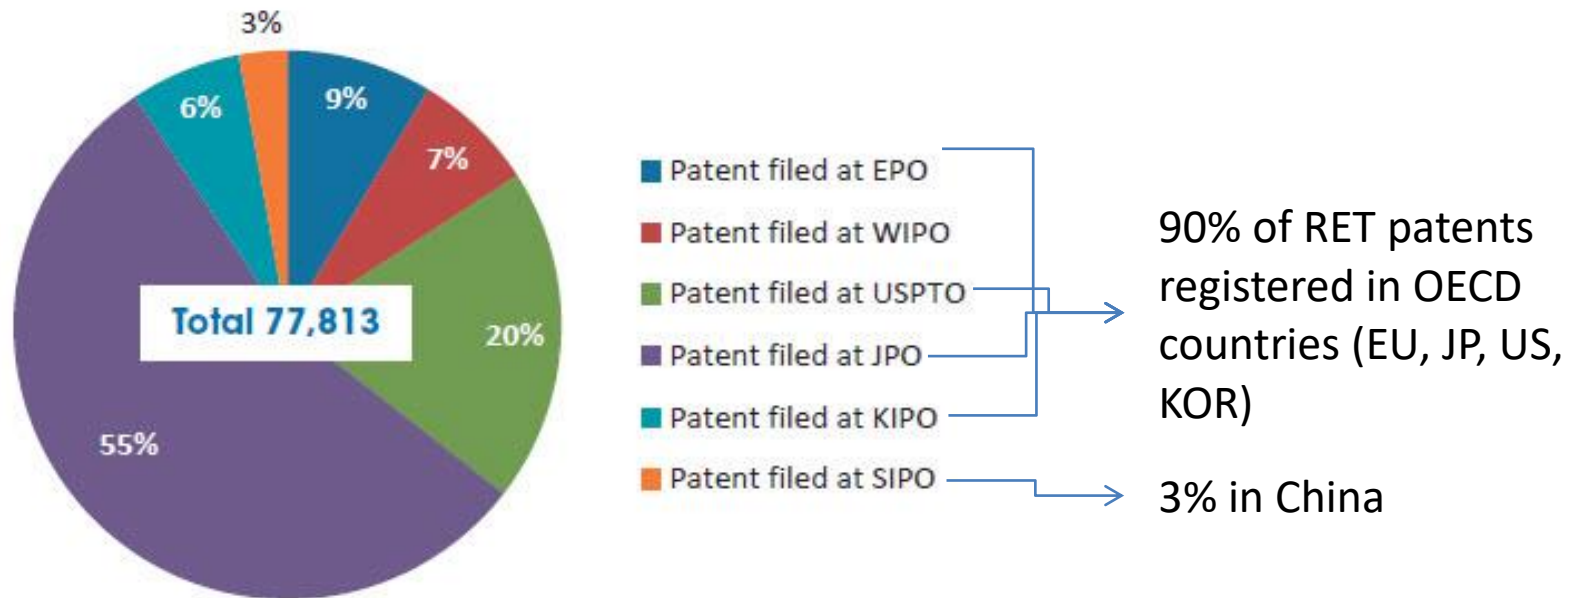 3%
9%
6%
7%
20%
55%
Total 77,813
Patent filed at EPO
Patent filed at WIPO
Patent filed at USPTO
Patent filed at JPO
Patent filed at KIPO
Patent filed at SIPO
90% of RET patents
registered in OECD
countries (EU, JP, US,
KOR)
3% in China